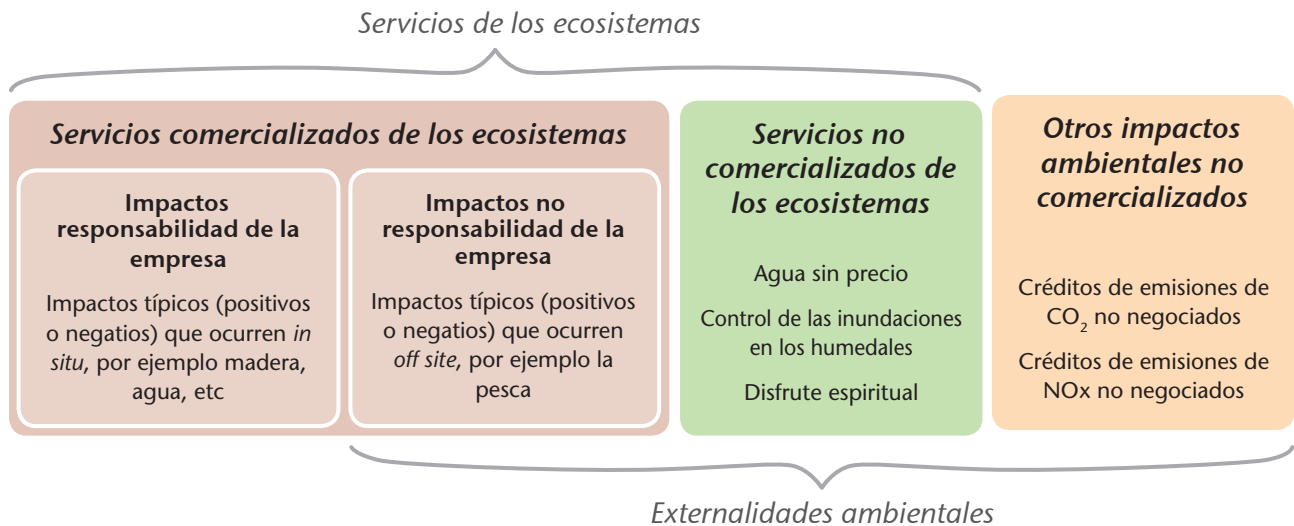 Servicios de los ecosistemas
Servicios comercializados de los ecosistemas
Impactos
responsabilidad de la
empresa
Impactos típicos (positivos
o negatios) que ocurren in
situ, por ejemplo madera,
agua, etc
Impactos no
responsabilidad de la
empresa
Impactos típicos (positivos
o negatios) que ocurren
off site, por ejemplo la
pesca
Servicios no
comercializados de
los ecosistemas
Agua sin precio
Control de las inundaciones
en los humedales
Disfrute espiritual
Otros impactos
ambientales no
comercializados
Créditos de emisiones de
CO₂ no negociados
Créditos de emisiones de
NOx no negociados
Externalidades ambientales